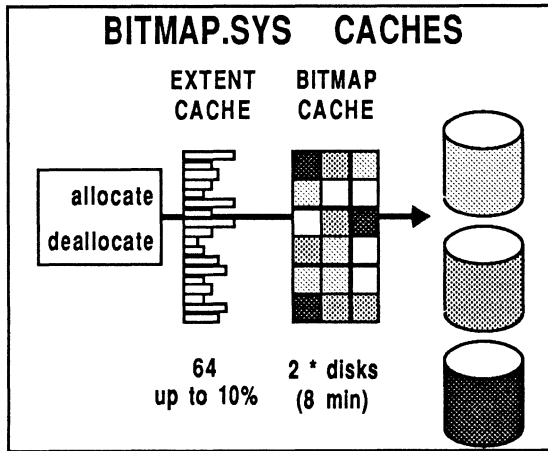 BITMAP.SYS CACHES
EXTENT
CACHE
BITMAP
CACHE
allocate
deallocate
64
up to 10%
2 * disks
(8 min)